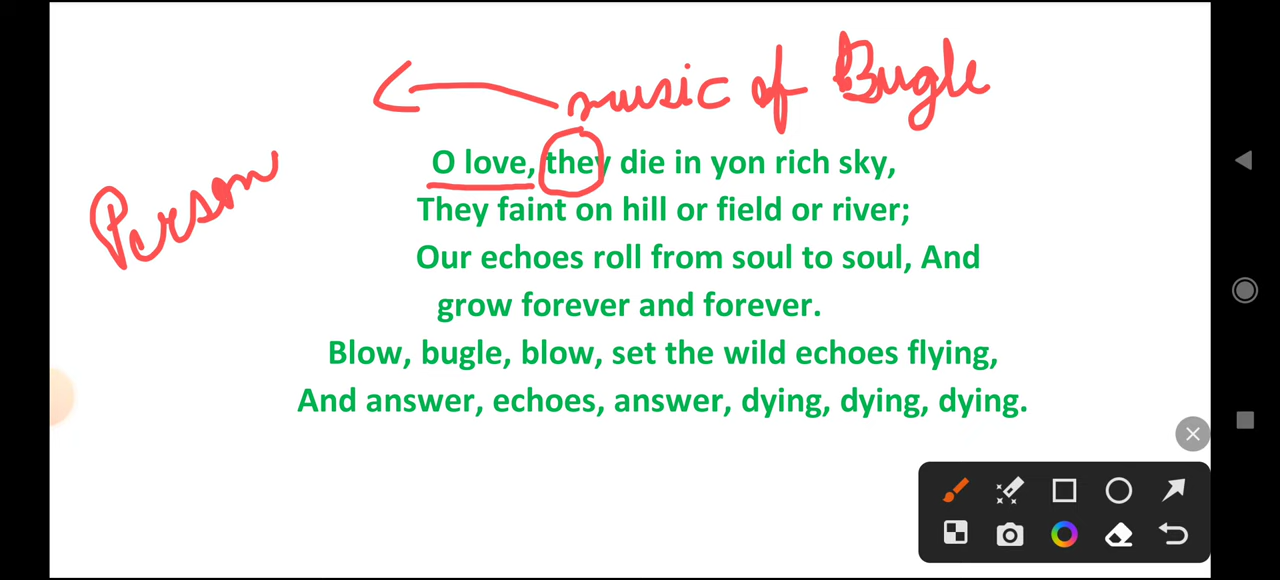 music of Bugle
Person
O love, they die in yon rich sky,
They faint on hill or field or river;
Our echoes roll from soul to soul, And
grow forever and forever.
Blow, bugle, blow, set the wild echoes flying,
And answer, echoes, answer, dying, dying, dying.